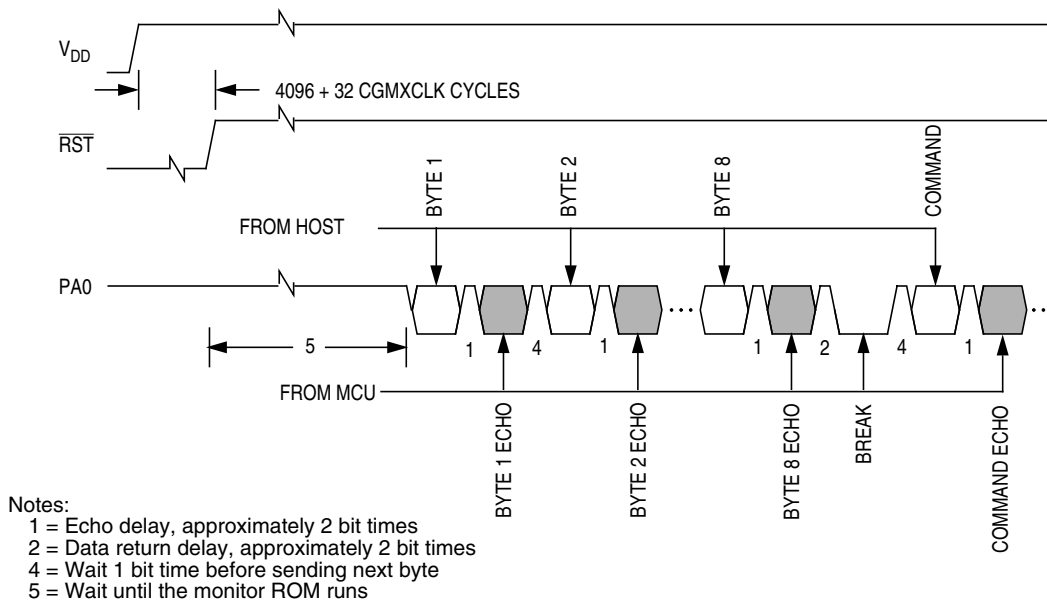 V_DD
4096 + 32 CGMXCLK CYCLES
RST
BYTE 1
BYTE 2
BYTE 8
COMMAND
FROM HOST
PA0
1
4
1
1
2
4
1
5
FROM MCU
BYTE 1 ECHO
BYTE 2 ECHO
BYTE 8 ECHO
BREAK
COMMAND ECHO
Notes:
1 = Echo delay, approximately 2 bit times
2 = Data return delay, approximately 2 bit times
4 = Wait 1 bit time before sending next byte
5 = Wait until the monitor ROM runs